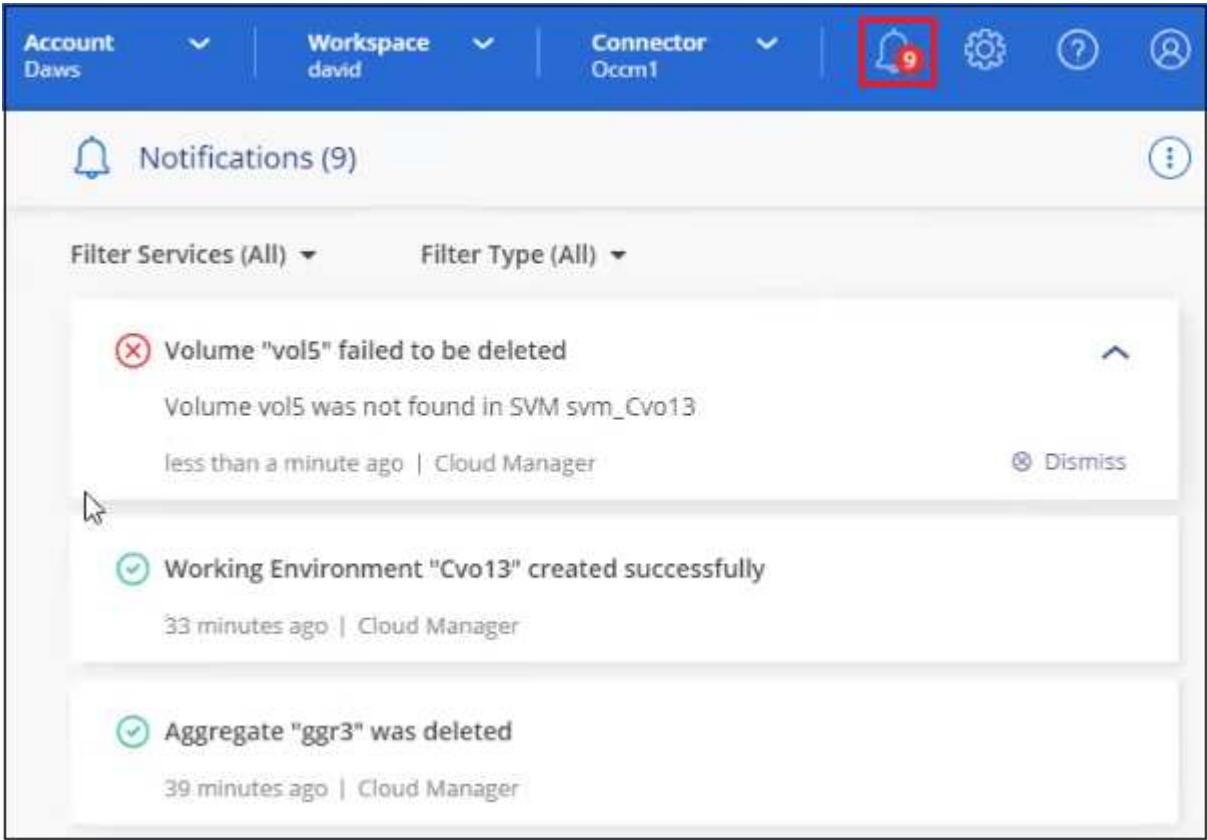 Account Workspace Connector
Daws david Occm1
9
Notifications (9)
Filter Services (All) Filter Type (All)
Volume "vol5" failed to be deleted
Volume vol5 was not found in SVM svm_Cvo13
less than a minute ago | Cloud Manager Dismiss
Working Environment "Cvo13" created successfully
33 minutes ago | Cloud Manager
Aggregate "ggr3" was deleted
39 minutes ago | Cloud Manager